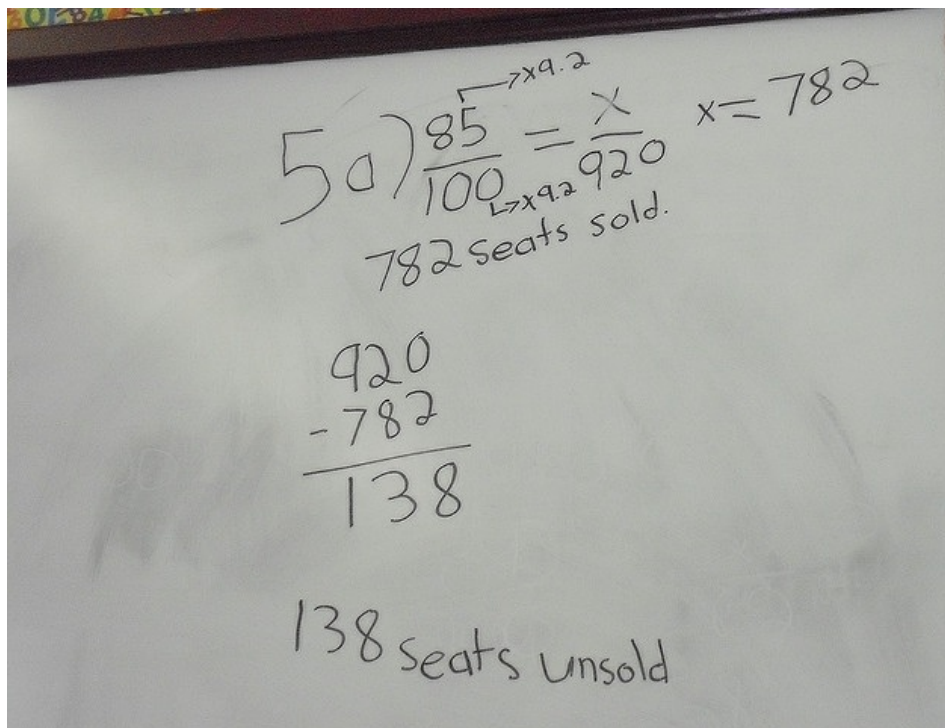 5a) 85/100 = x/920 x = 782
→x9.2
→x9.2
782 seats sold.
920
-782
138
138 seats unsold